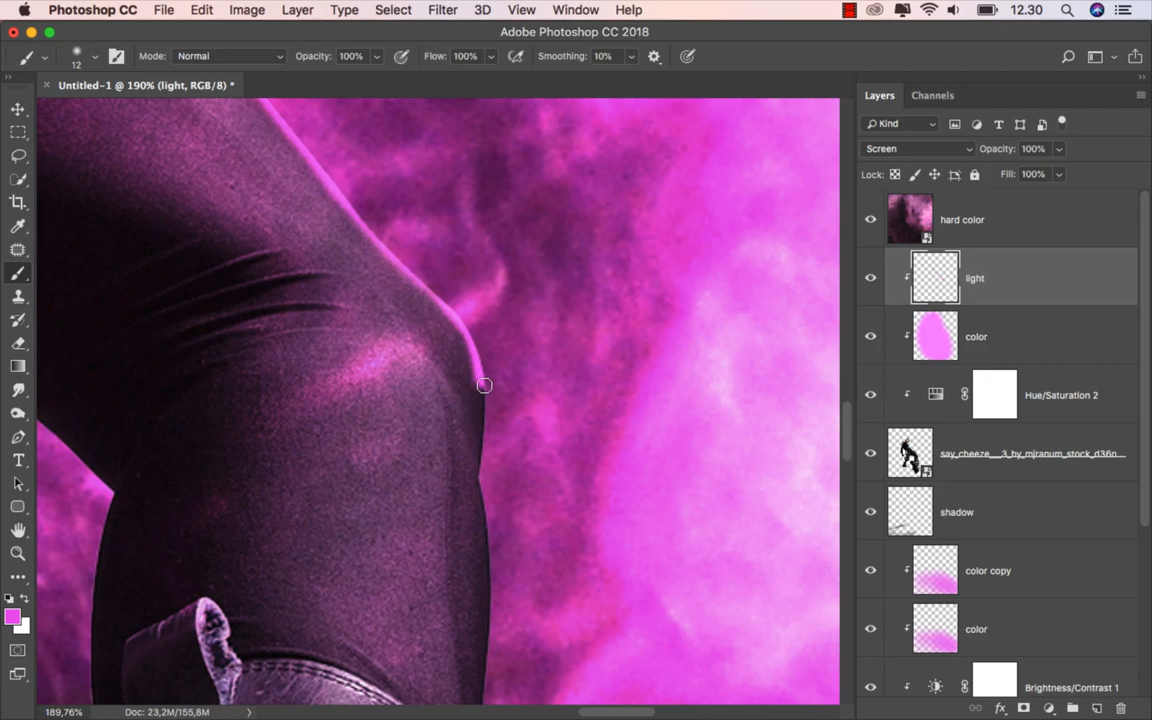 Photoshop CC File Edit Image Layer Type Select Filter 3D View Window Help 12.30
Adobe Photoshop CC 2018
12 Mode: Normal Opacity: 100% Flow: 100% Smoothing: 10%
× Untitled-1 @ 190% (light, RGB/8) *
Layers Channels
Kind
Screen Opacity: 100%
Lock: Fill: 100%
hard color
light
color
Hue/Saturation 2
say_cheeze__3_by_mjranum_stock_d36n...
shadow
color copy
color
Brightness/Contrast 1
189,76% Doc: 23,2M/155,8M